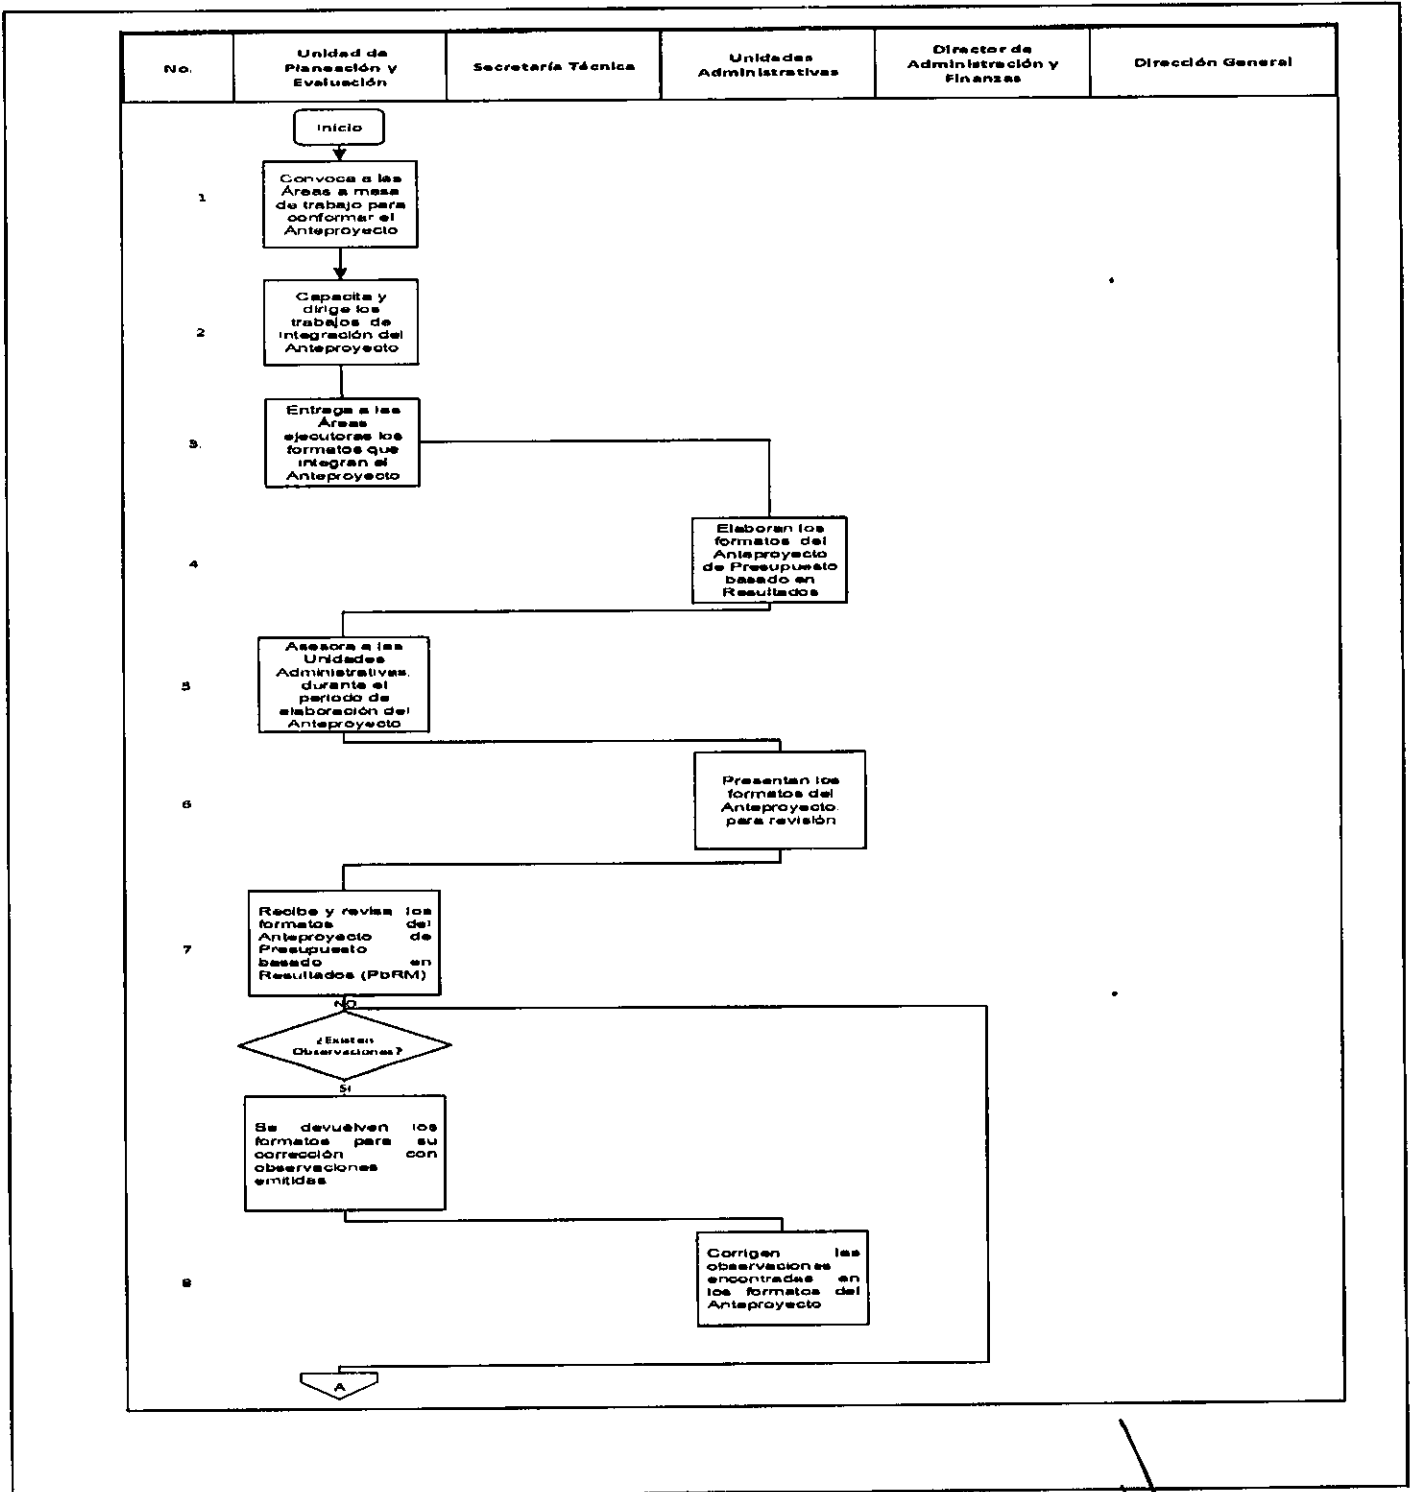 No.
Unidad de
Planeación y
Evaluación
Secretaría Técnica
Unidades
Administrativas
Director de
Administración y
Finanzas
Dirección General
Inicio
1
Convoca a las
Áreas a mesa
de trabajo para
conformar el
Anteproyecto
2
Capacita y
dirige los
trabajos de
integración del
Anteproyecto
3.
Entrega a las
Áreas
ejecutoras los
formatos que
integran el
Anteproyecto
4
Elaboran los
formatos del
Anteproyecto
de Presupuesto
basado en
Resultados
5
Asesora a las
Unidades
Administrativas,
durante el
periodo de
elaboración del
Anteproyecto
6
Presentan los
formatos del
Anteproyecto
para revisión
7
Recibe y revisa los
formatos del
Anteproyecto de
Presupuesto
basado en
Resultados (PbRM)
NO
¿Existen
Observaciones?
Si
Se devuelven los
formatos para su
corrección con
observaciones
emitidas
8
Corrigen las
observaciones
encontradas en
los formatos del
Anteproyecto
A